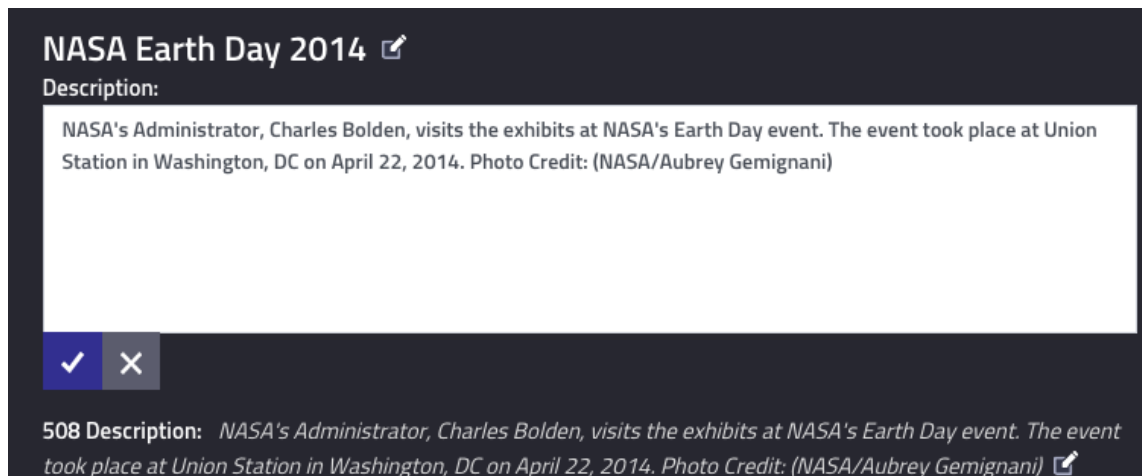 NASA Earth Day 2014
Description:
NASA's Administrator, Charles Bolden, visits the exhibits at NASA's Earth Day event. The event took place at Union
Station in Washington, DC on April 22, 2014. Photo Credit: (NASA/Aubrey Gemignani)
508 Description: NASA's Administrator, Charles Bolden, visits the exhibits at NASA's Earth Day event. The event
took place at Union Station in Washington, DC on April 22, 2014. Photo Credit: (NASA/Aubrey Gemignani)